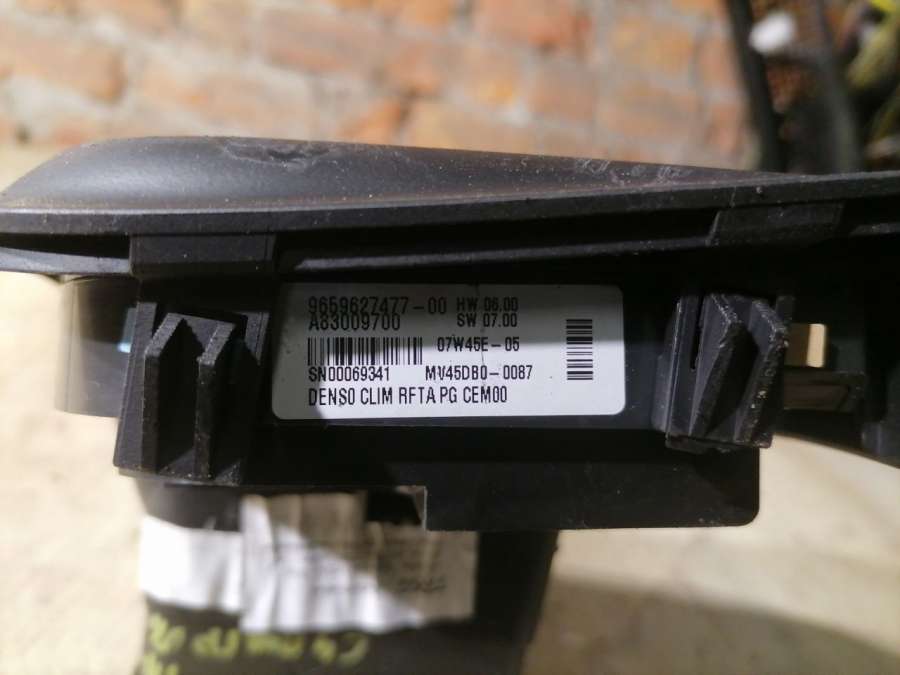 9659627477-00 HW 06.00
A83009700 SW 07.00
07W45E-05
SN00069341 MV45DB0-0087
DENSO CLIM RFTA PG CEM00